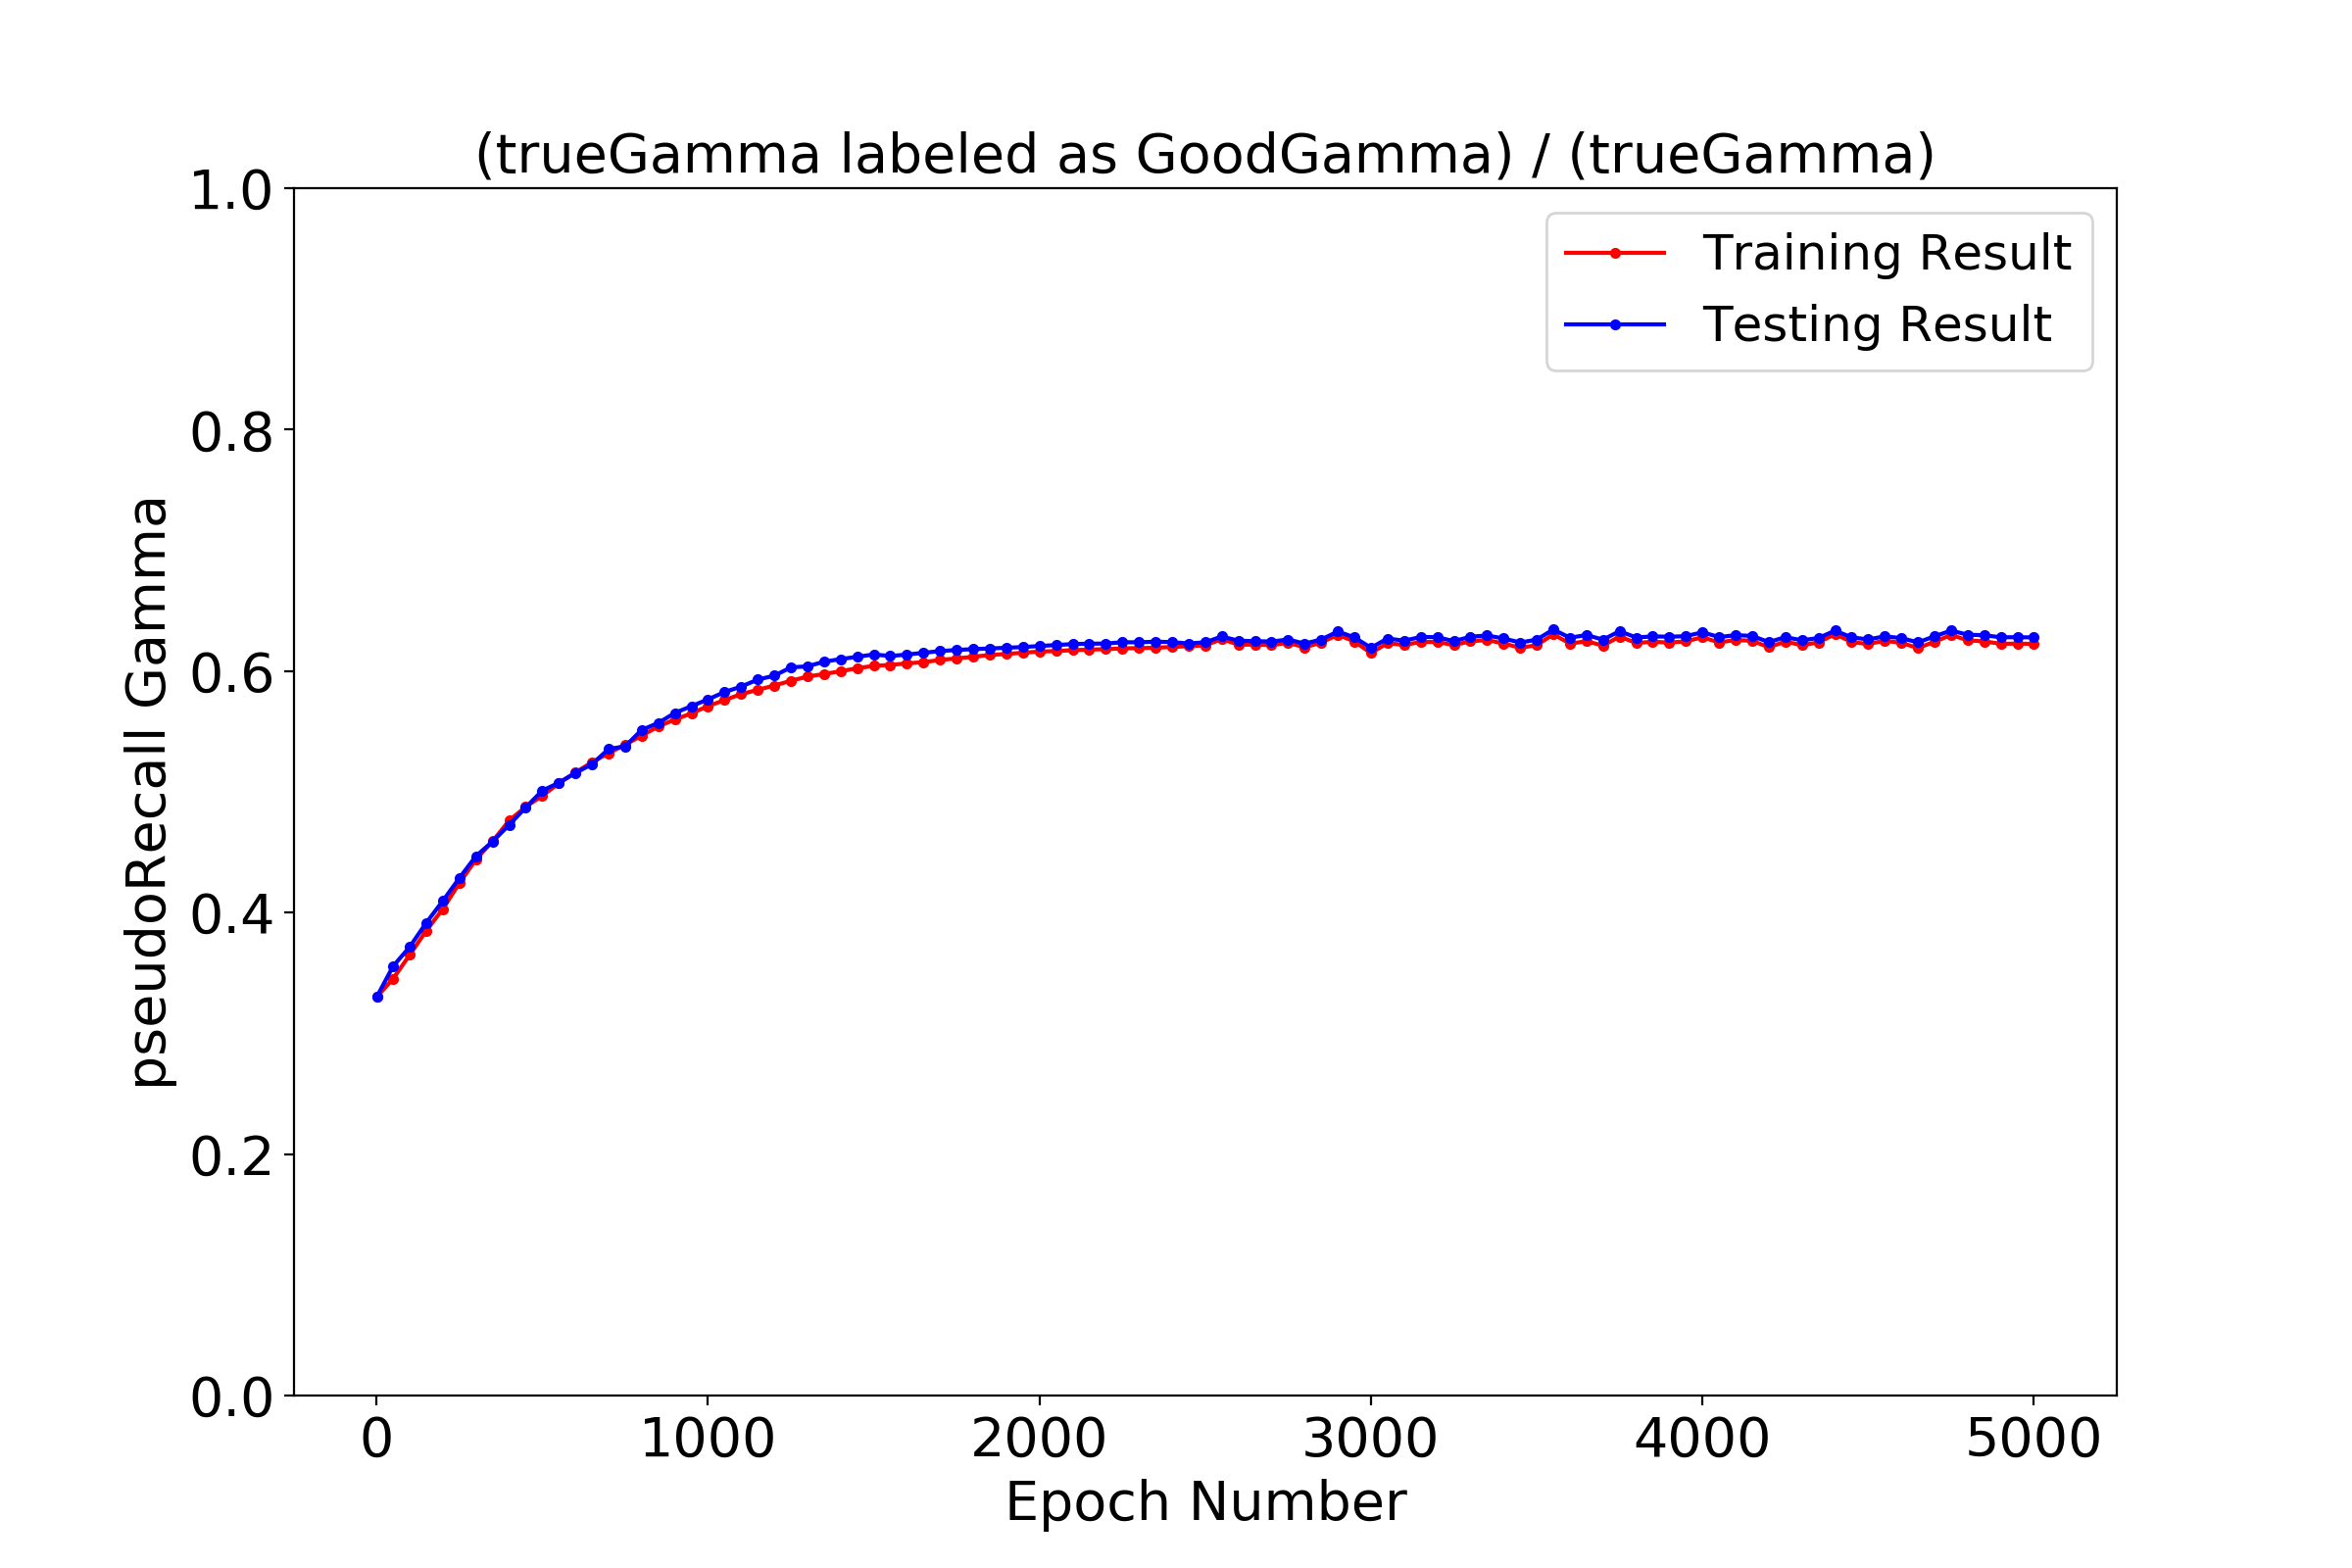 (trueGamma labeled as GoodGamma) / (trueGamma)
1.0
0.8
0.6
0.4
0.2
0.0
pseudoRecall Gamma
Training Result
Testing Result
0 1000 2000 3000 4000 5000
Epoch Number